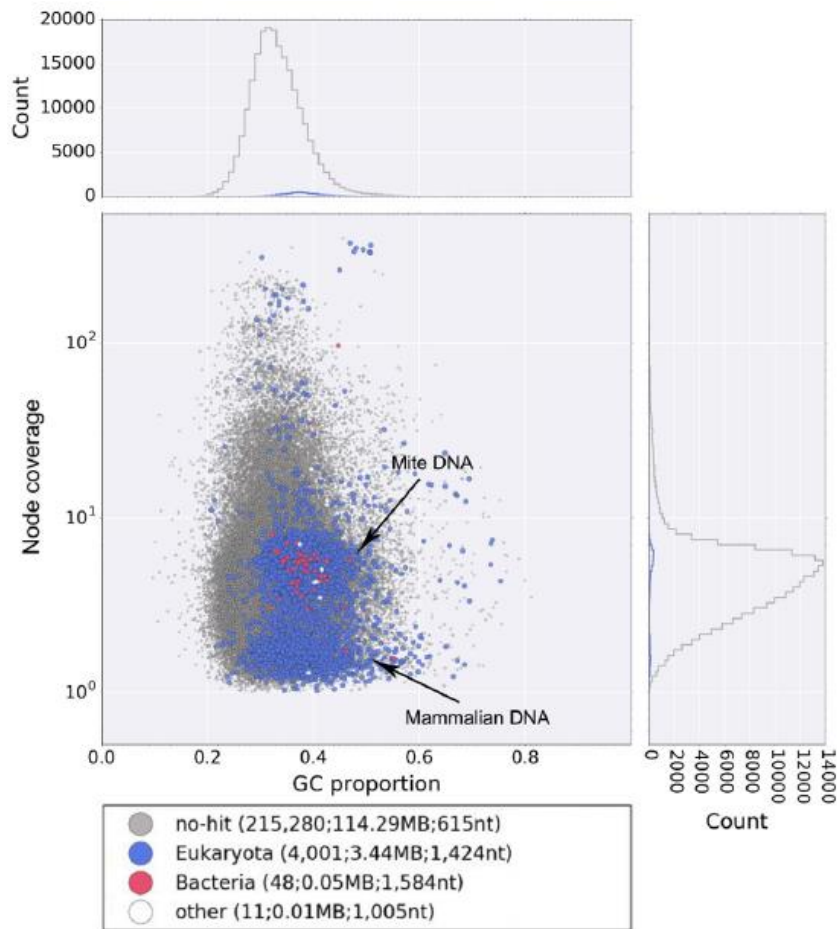 20000
15000
10000
5000
0
Count
10²
10¹
10⁰
Node coverage
Mite DNA
Mammalian DNA
0.0 0.2 0.4 0.6 0.8
GC proportion
0 2000 4000 6000 8000 10000 12000 14000
Count
no-hit (215,280;114.29MB;615nt)
Eukaryota (4,001;3.44MB;1,424nt)
Bacteria (48;0.05MB;1,584nt)
other (11;0.01MB;1,005nt)